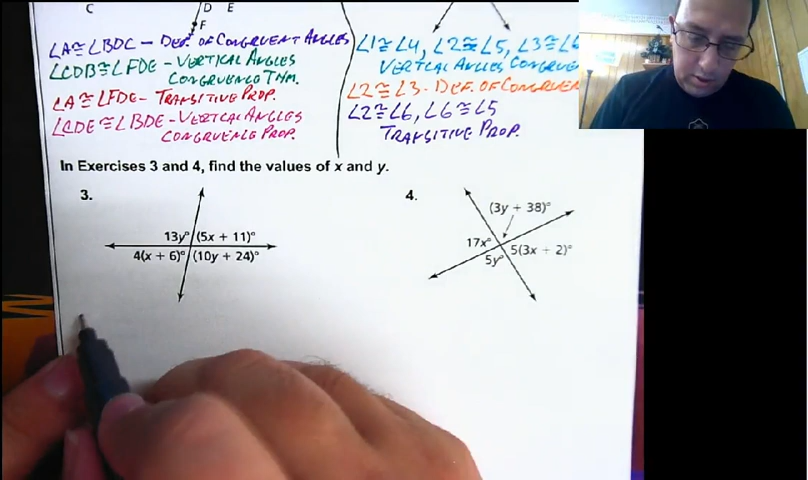 C
D E
F
∠A≅∠BDC – DEF. OF CONGRUENT ANGLES
∠CDB≅∠FDE – VERTICAL ANGLES
CONGRUENCE THM.
∠A≅∠FDE – TRANSITIVE PROP.
∠CDE≅∠BDE – VERTICAL ANGLES
CONGRUENCE PROP.
∠1≅∠4, ∠2≅∠5, ∠3≅∠6
VERTICAL ANGLES
∠2≅∠3 - DEF. OF
∠2≅∠6, ∠6≅∠5
TRANSITIVE PROP.
In Exercises 3 and 4, find the values of x and y.
3.
13y° (5x + 11)°
4(x + 6)° (10y + 24)°
4.
(3y + 38)°
17x°
5y° 5(3x + 2)°